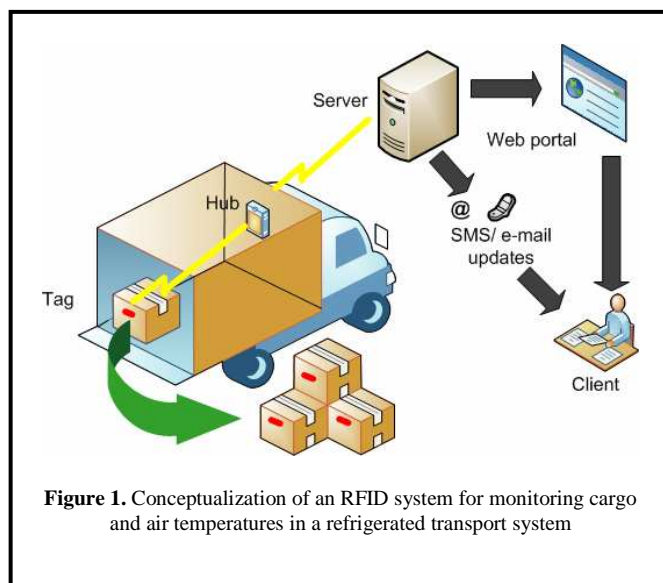 Server
Web portal
Hub
@
SMS/ e-mail
updates
Tag
Client
Figure 1. Conceptualization of an RFID system for monitoring cargo
and air temperatures in a refrigerated transport system